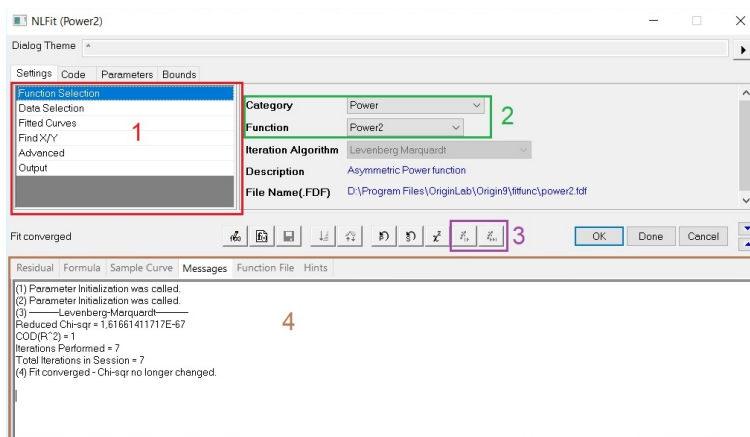 NLFit (Power2)
Dialog Theme *
Settings Code Parameters Bounds
Function Selection
Data Selection
Fitted Curves
Find X/Y
Advanced
Output
1
Category Power
Function Power2
2
Iteration Algorithm Levenberg Marquardt
Description Asymmetric Power function
File Name(.FDF) D:\Program Files\OriginLab\Origin9\fitfunc\power2.fdf
Fit converged
3
OK Done Cancel
Residual Formula Sample Curve Messages Function File Hints
(1) Parameter Initialization was called.
(2) Parameter Initialization was called.
(3) ———Levenberg-Marquardt———
Reduced Chi-sqr = 1,61661411717E-67
COD(R^2) = 1
Iterations Performed = 7
Total Iterations in Session = 7
(4) Fit converged - Chi-sqr no longer changed.
4